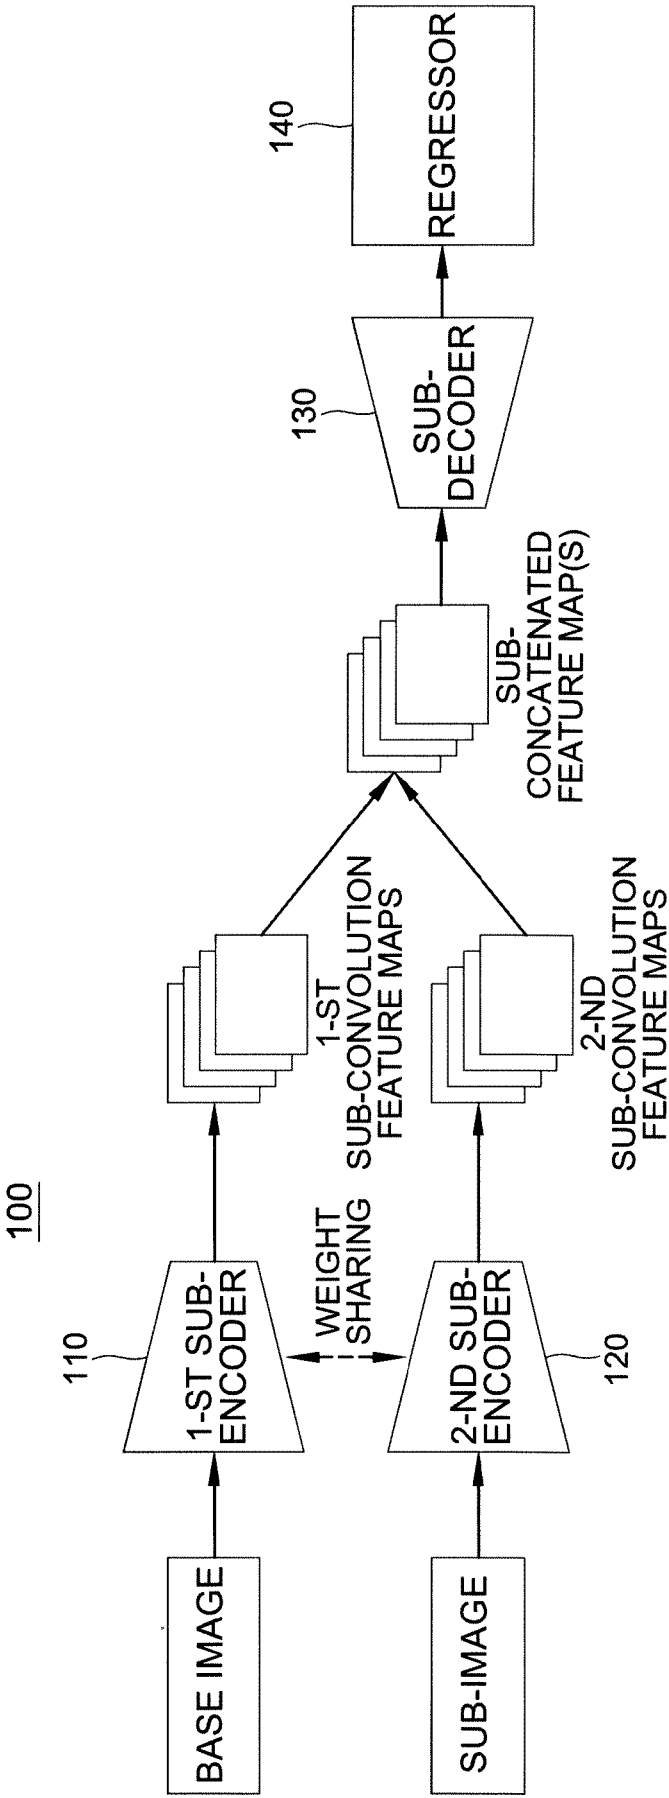 100
BASE IMAGE
110
1-ST SUB-
ENCODER
1-ST
SUB-CONVOLUTION
FEATURE MAPS
WEIGHT
SHARING
SUB-IMAGE
2-ND SUB-
ENCODER
120
2-ND
SUB-CONVOLUTION
FEATURE MAPS
SUB-
CONCATENATED
FEATURE MAP(S)
130
SUB-
DECODER
140
REGRESSOR